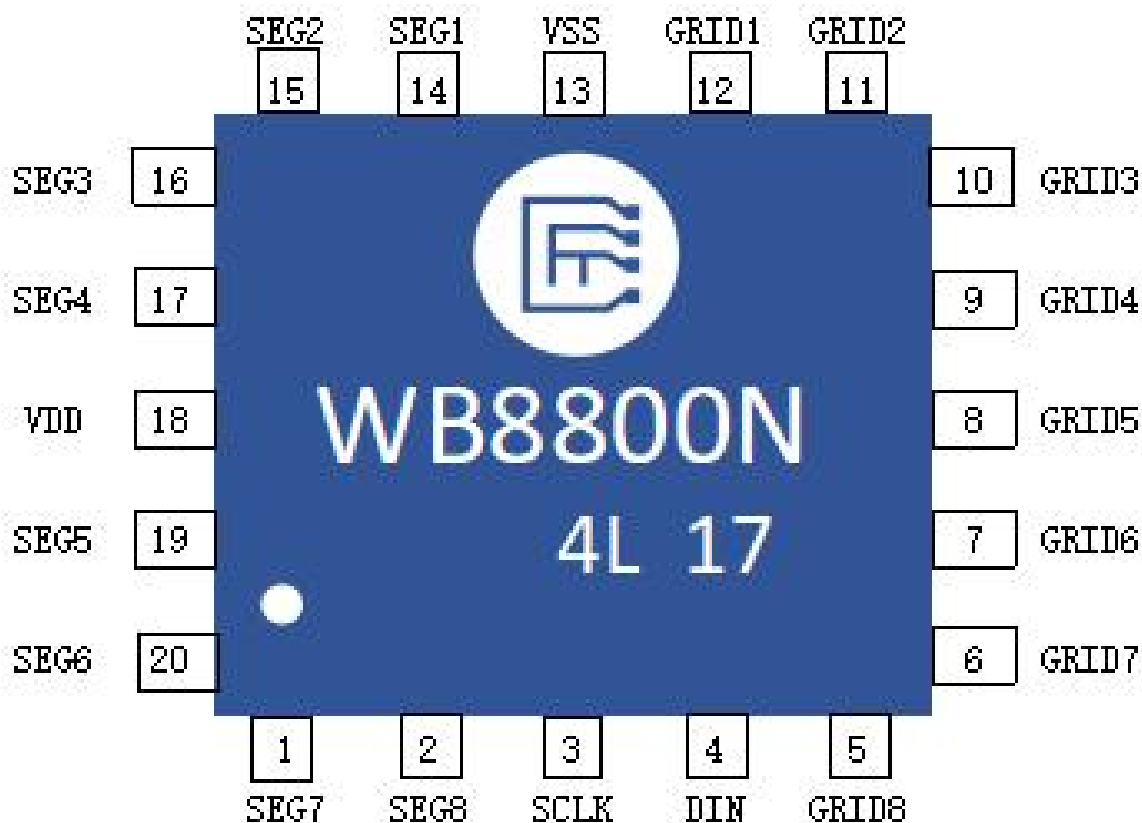 SEG2 SEG1 VSS GRID1 GRID2
15 14 13 12 11
SEG3 16 10 GRID3
SEG4 17 9 GRID4
VDD 18 8 GRID5
WB8800N
SEG5 19 7 GRID6
4L 17
SEG6 20 6 GRID7
1 2 3 4 5
SEG7 SEG8 SCLK DIN GRID8